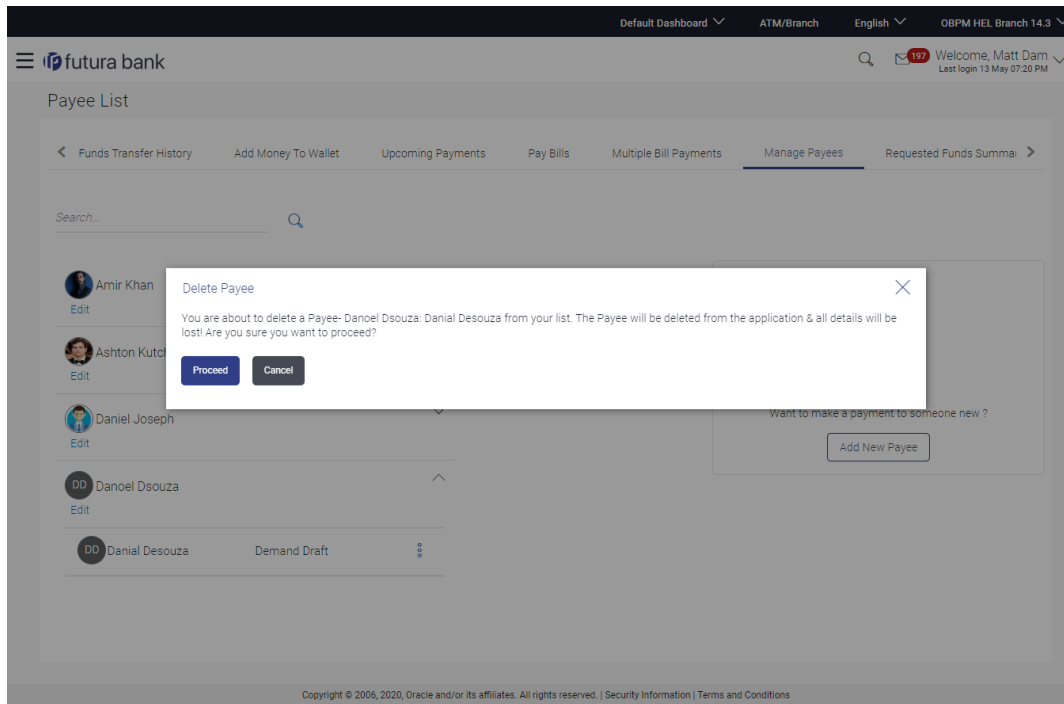 Default Dashboard ATM/Branch English OBPM HEL Branch 14.3
futura bank 197 Welcome, Matt Dam
Last login 13 May 07:20 PM
Payee List
Funds Transfer History Add Money To Wallet Upcoming Payments Pay Bills Multiple Bill Payments Manage Payees Requested Funds Summar
Search...
Amir Khan
Edit
Delete Payee
You are about to delete a Payee- Danoel Dsouza: Danial Desouza from your list. The Payee will be deleted from the application & all details will be
lost! Are you sure you want to proceed?
Proceed Cancel
Ashton Kutch
Edit
Daniel Joseph
Edit
Want to make a payment to someone new ?
Add New Payee
DD Danoel Dsouza
Edit
DD Danial Desouza Demand Draft
Copyright © 2006, 2020, Oracle and/or its affiliates. All rights reserved. | Security Information | Terms and Conditions